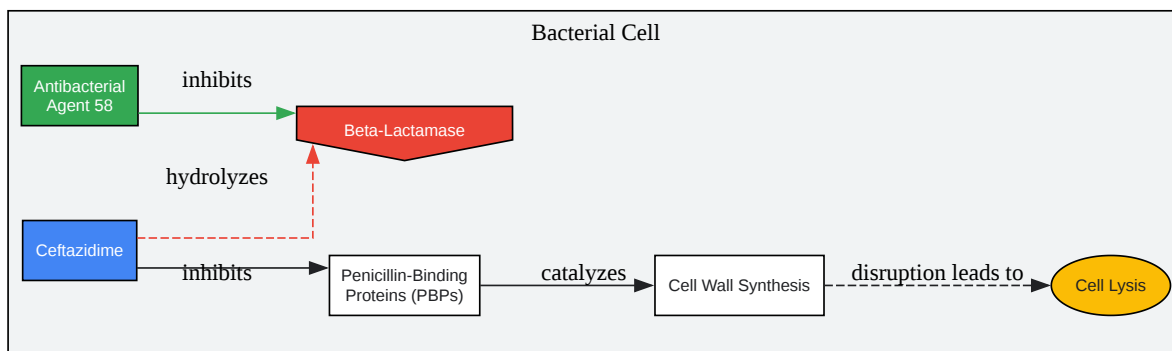 Bacterial Cell
Antibacterial
Agent 58
inhibits
Beta-Lactamase
hydrolyzes
Ceftazidime
inhibits
Penicillin-Binding
Proteins (PBPs)
catalyzes
Cell Wall Synthesis
disruption leads to
Cell Lysis